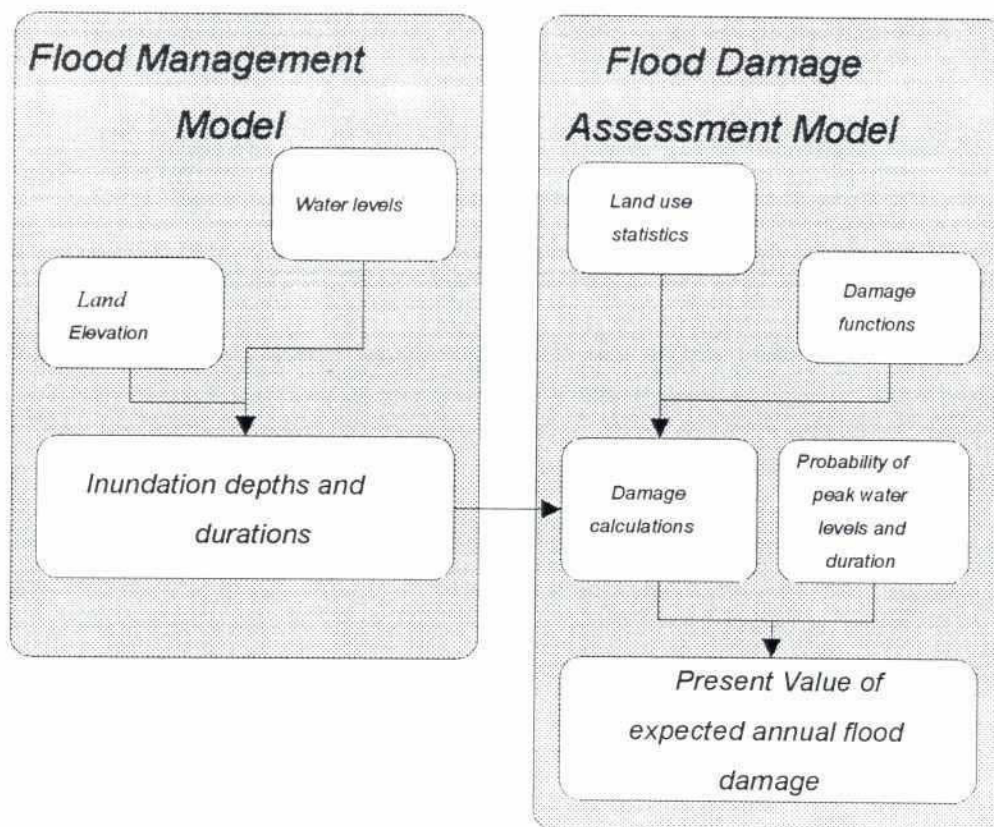 Flood Management
Model
Water levels
Land
Elevation
Inundation depths and
durations
Flood Damage
Assessment Model
Land use
statistics
Damage
functions
Damage
calculations
Probability of
peak water
levels and
duration
Present Value of
expected annual flood
damage